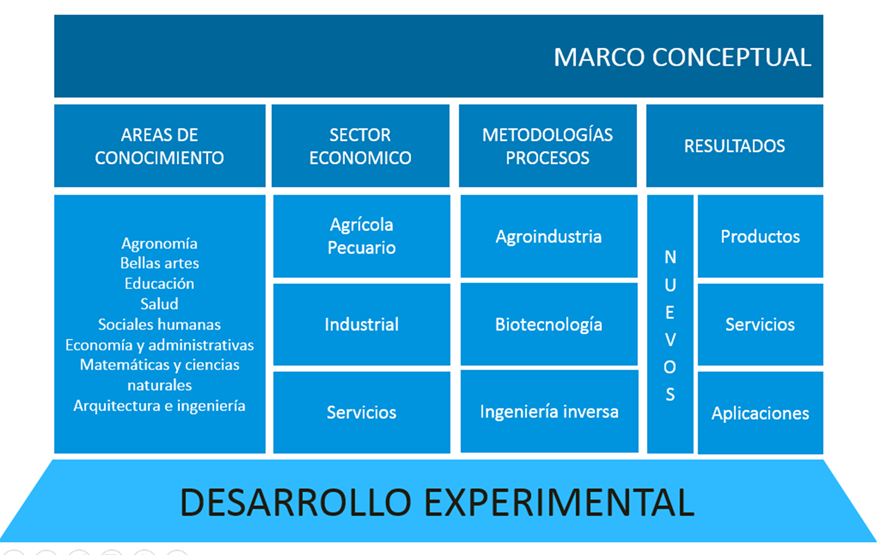 MARCO CONCEPTUAL
AREAS DE
CONOCIMIENTO
SECTOR
ECONOMICO
METODOLOGÍAS
PROCESOS
RESULTADOS
Agronomía
Bellas artes
Educación
Salud
Sociales humanas
Economía y administrativas
Matemáticas y ciencias
naturales
Arquitectura e ingeniería
Agrícola
Pecuario
Industrial
Servicios
Agroindustria
Biotecnología
Ingeniería inversa
N
U
E
V
O
S
Productos
Servicios
Aplicaciones
DESARROLLO EXPERIMENTAL